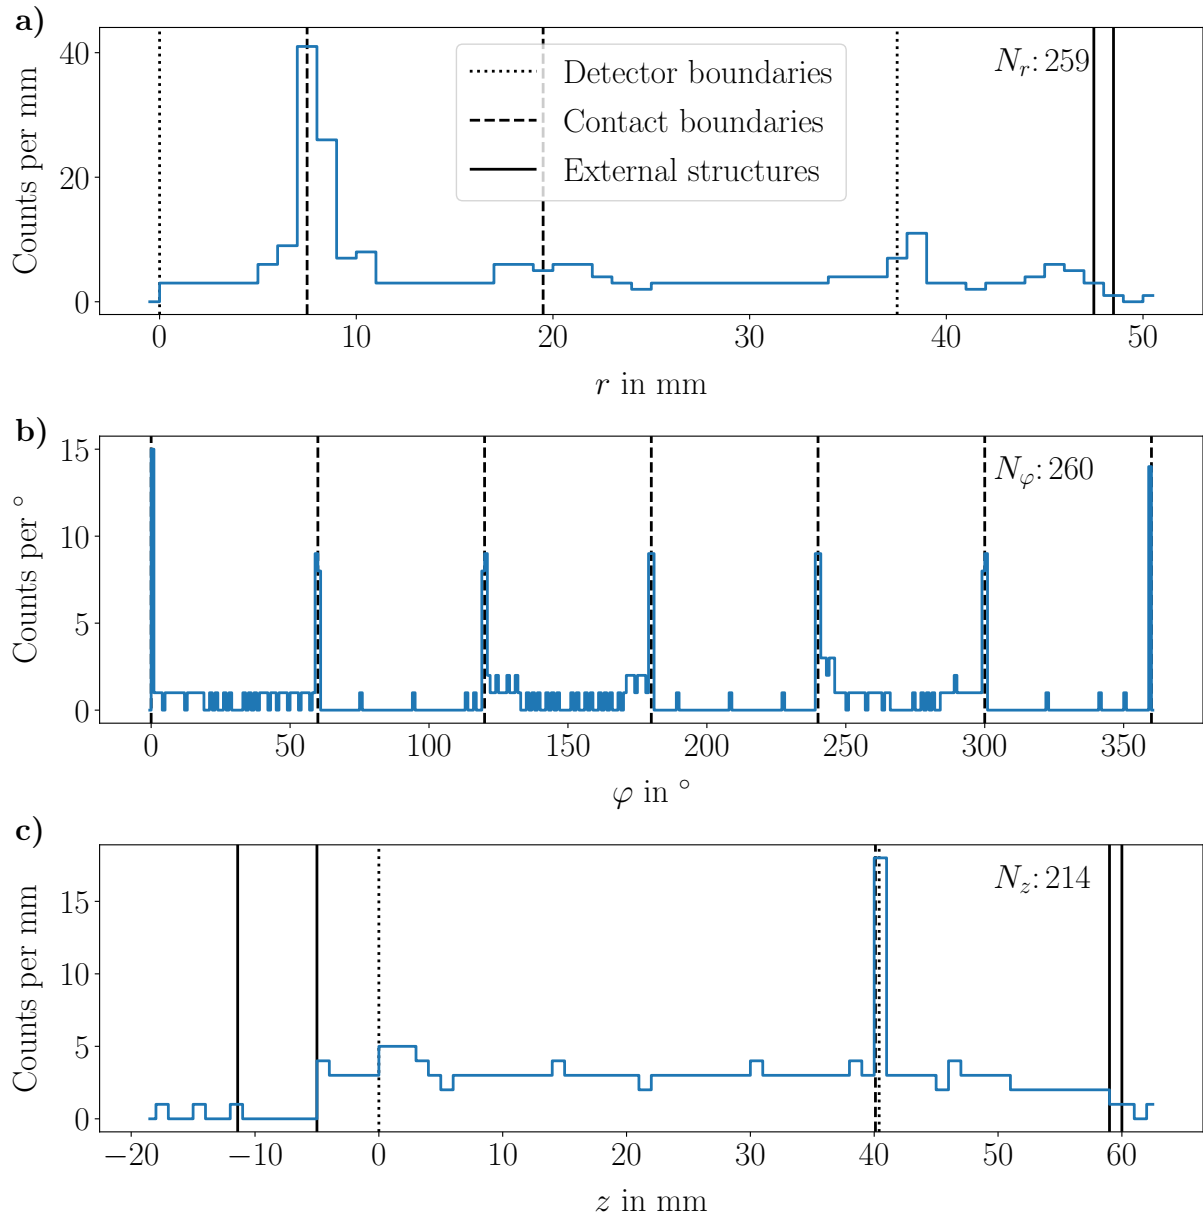 a)
Counts per mm
40
20
0
Detector boundaries
Contact boundaries
External structures
N_r: 259
0 10 20 30 40 50
r in mm
b)
Counts per °
15
10
5
0
N_φ: 260
0 50 100 150 200 250 300 350
φ in °
c)
Counts per mm
15
10
5
0
N_z: 214
−20 −10 0 10 20 30 40 50 60
z in mm